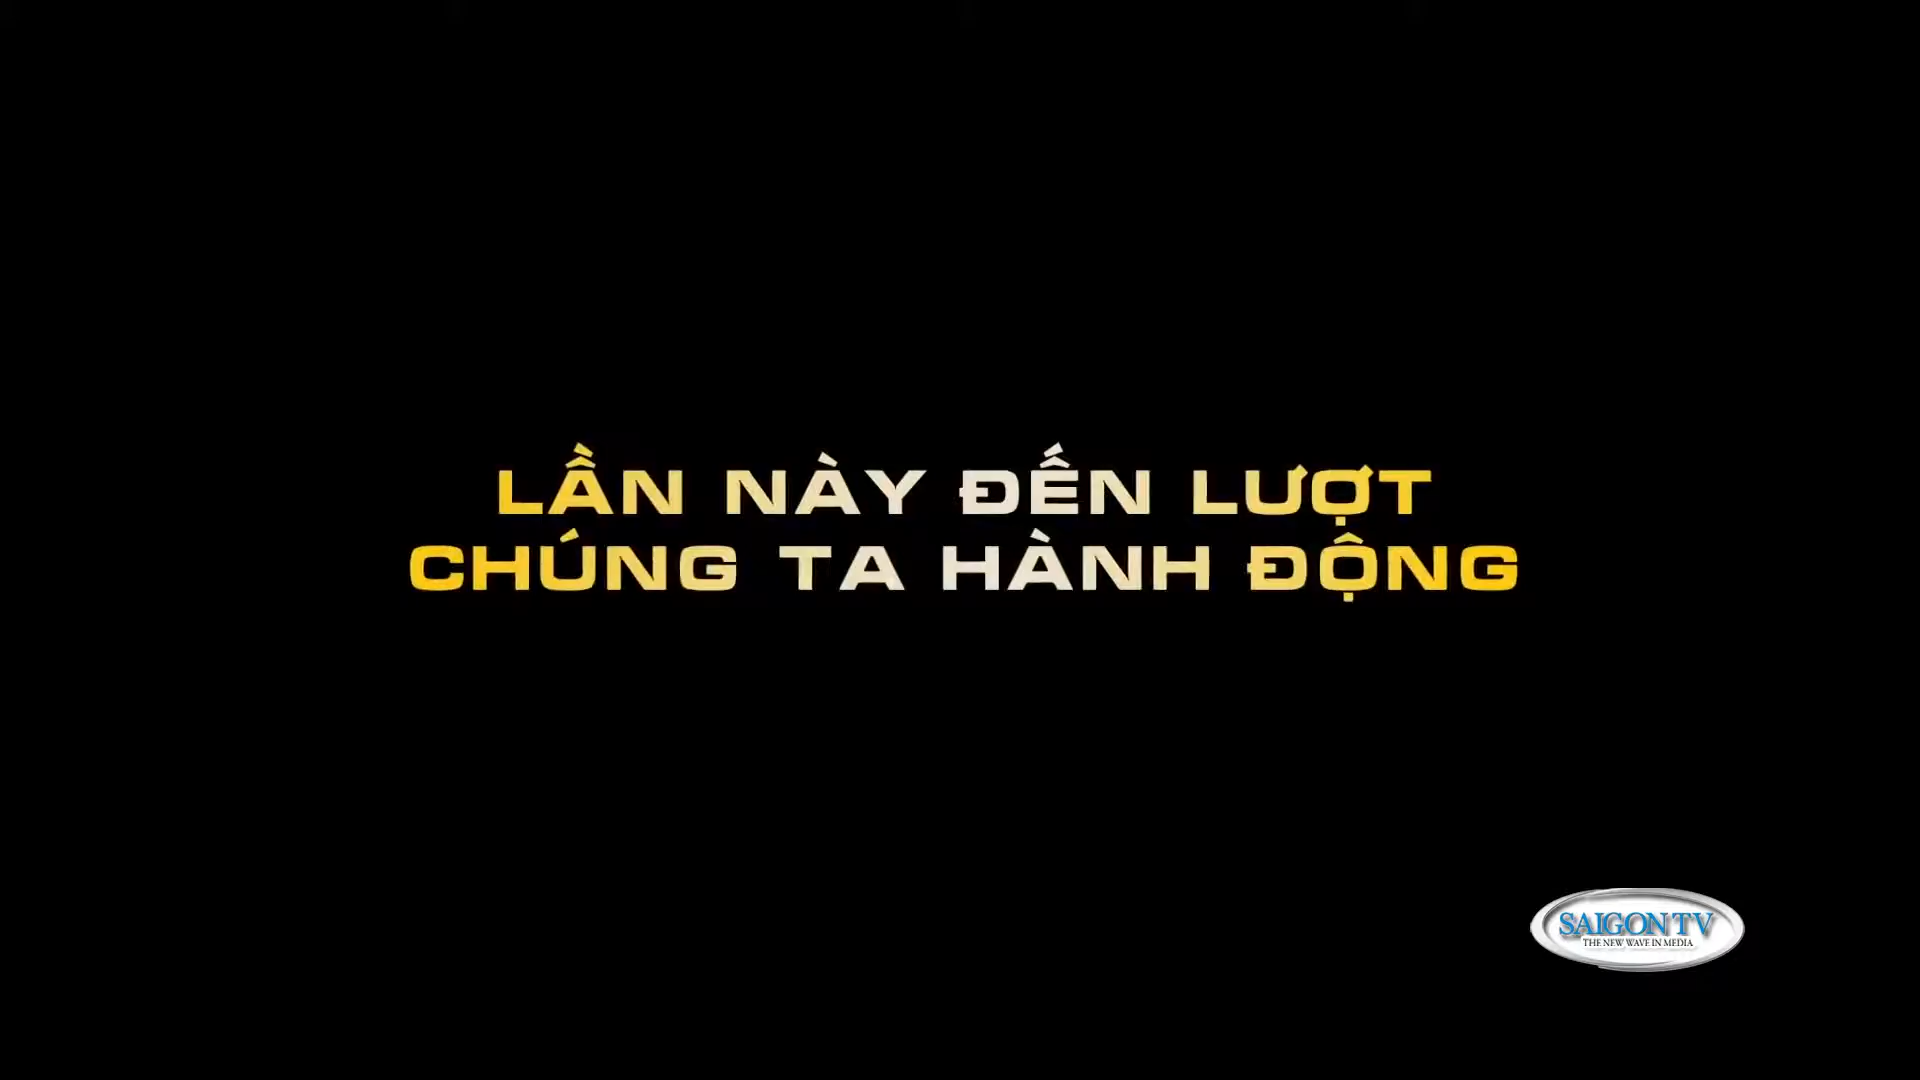 LẦN NÀY ĐẾN LƯỢT
CHÚNG TA HÀNH ĐỘNG
SAIGON TV
THE NEW WAVE IN MEDIA